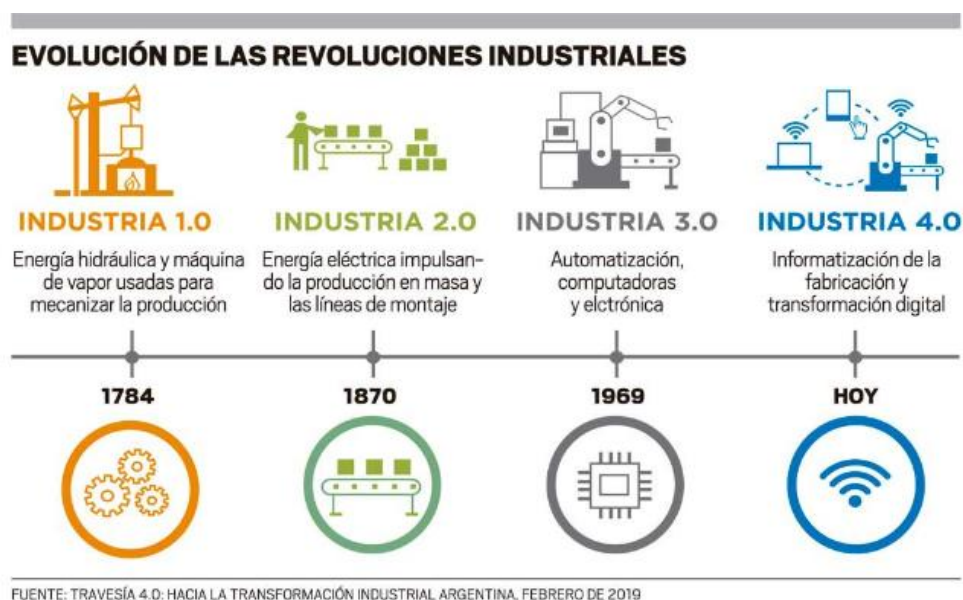 EVOLUCIÓN DE LAS REVOLUCIONES INDUSTRIALES
INDUSTRIA 1.0
Energía hidráulica y máquina
de vapor usadas para
mecanizar la producción
INDUSTRIA 2.0
Energía eléctrica impulsan-
do la producción en masa y
las líneas de montaje
INDUSTRIA 3.0
Automatización,
computadoras
y elctrónica
INDUSTRIA 4.0
Informatización de la
fabricación y
transformación digital
1784
1870
1969
HOY
FUENTE: TRAVESÍA 4.0: HACIA LA TRANSFORMACIÓN INDUSTRIAL ARGENTINA. FEBRERO DE 2019